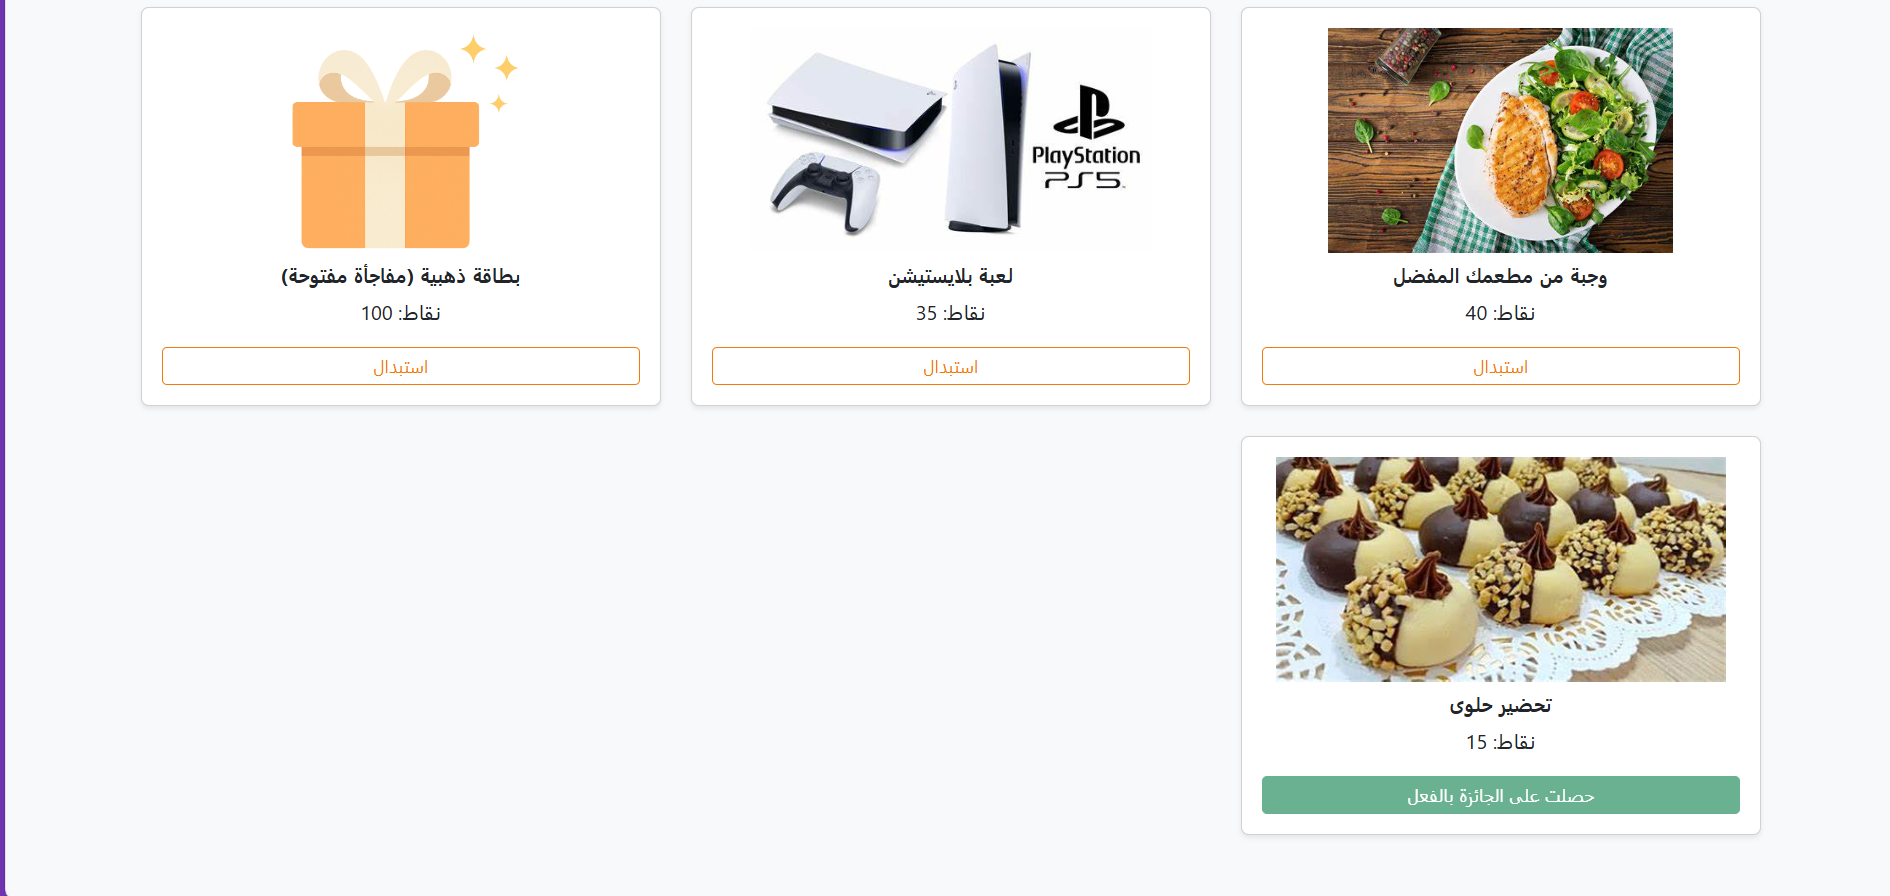 وجبة من مطعمك المفضل
نقاط: 40
استبدال
PlayStation
PS5
لعبة بلايستيشن
نقاط: 35
استبدال
بطاقة ذهبية (مفاجأة مفتوحة)
نقاط: 100
استبدال
تحضير حلوى
نقاط: 15
حصلت على الجائزة بالفعل